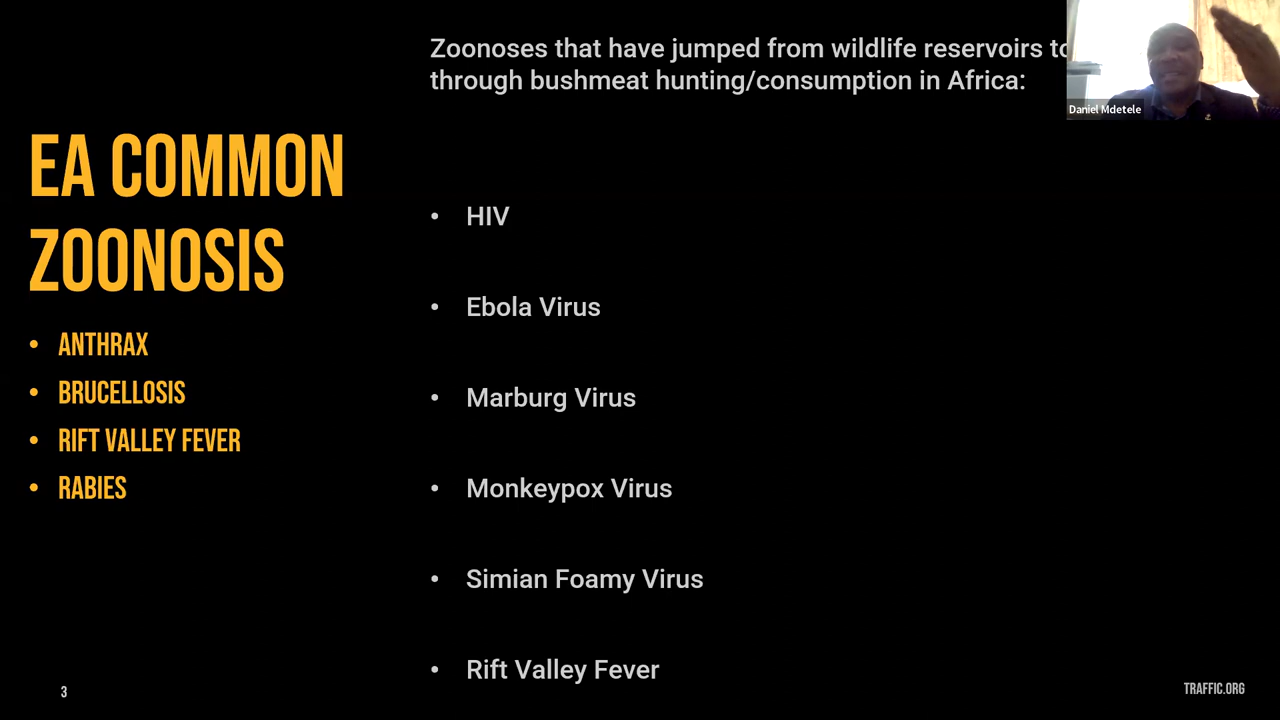 Zoonoses that have jumped from wildlife reservoirs to
through bushmeat hunting/consumption in Africa:
Daniel Mdetele
EA COMMON
ZOONOSIS
• ANTHRAX
• BRUCELLOSIS
• RIFT VALLEY FEVER
• RABIES
• HIV
• Ebola Virus
• Marburg Virus
• Monkeypox Virus
• Simian Foamy Virus
• Rift Valley Fever
3
TRAFFIC.ORG